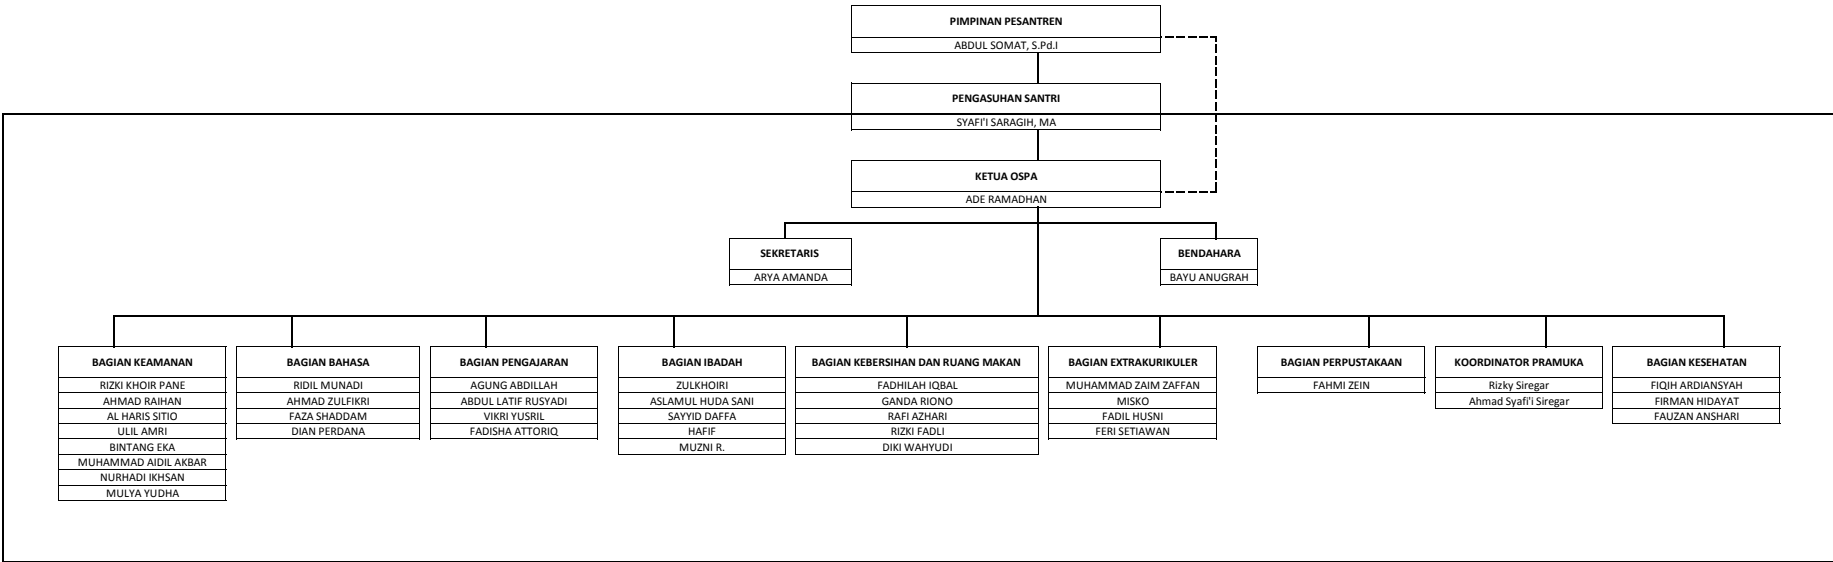 PIMPINAN PESANTREN
ABDUL SOMAT, S.Pd.I
PENGASUHAN SANTRI
SYAFI'I SARAGIH, MA
KETUA OSPA
ADE RAMADHAN
SEKRETARIS
ARYA AMANDA
BENDAHARA
BAYU ANUGRAH
BAGIAN KEAMANAN
RIZKI KHOIR PANE
AHMAD RAIHAN
AL HARIS SITIO
ULIL AMRI
BINTANG EKA
MUHAMMAD AIDIL AKBAR
NURHADI IKHSAN
MULYA YUDHA
BAGIAN BAHASA
RIDIL MUNADI
AHMAD ZULFIKRI
FAZA SHADDAM
DIAN PERDANA
BAGIAN PENGAJARAN
AGUNG ABDILLAH
ABDUL LATIF RUSYADI
VIKRI YUSRIL
FADISHA ATTORIQ
BAGIAN IBADAH
ZULKHOIRI
ASLAMUL HUDA SANI
SAYYID DAFFA
HAFIF
MUZNI R.
BAGIAN KEBERSIHAN DAN RUANG MAKAN
FADHILAH IQBAL
GANDA RIONO
RAFI AZHARI
RIZKI FADLI
DIKI WAHYUDI
BAGIAN EXTRAKURIKULER
MUHAMMAD ZAIM ZAFFAN
MISKO
FADIL HUSNI
FERI SETIAWAN
BAGIAN PERPUSTAKAAN
FAHMI ZEIN
KOORDINATOR PRAMUKA
Rizky Siregar
Ahmad Syafi'i Siregar
BAGIAN KESEHATAN
FIQIH ARDIANSYAH
FIRMAN HIDAYAT
FAUZAN ANSHARI